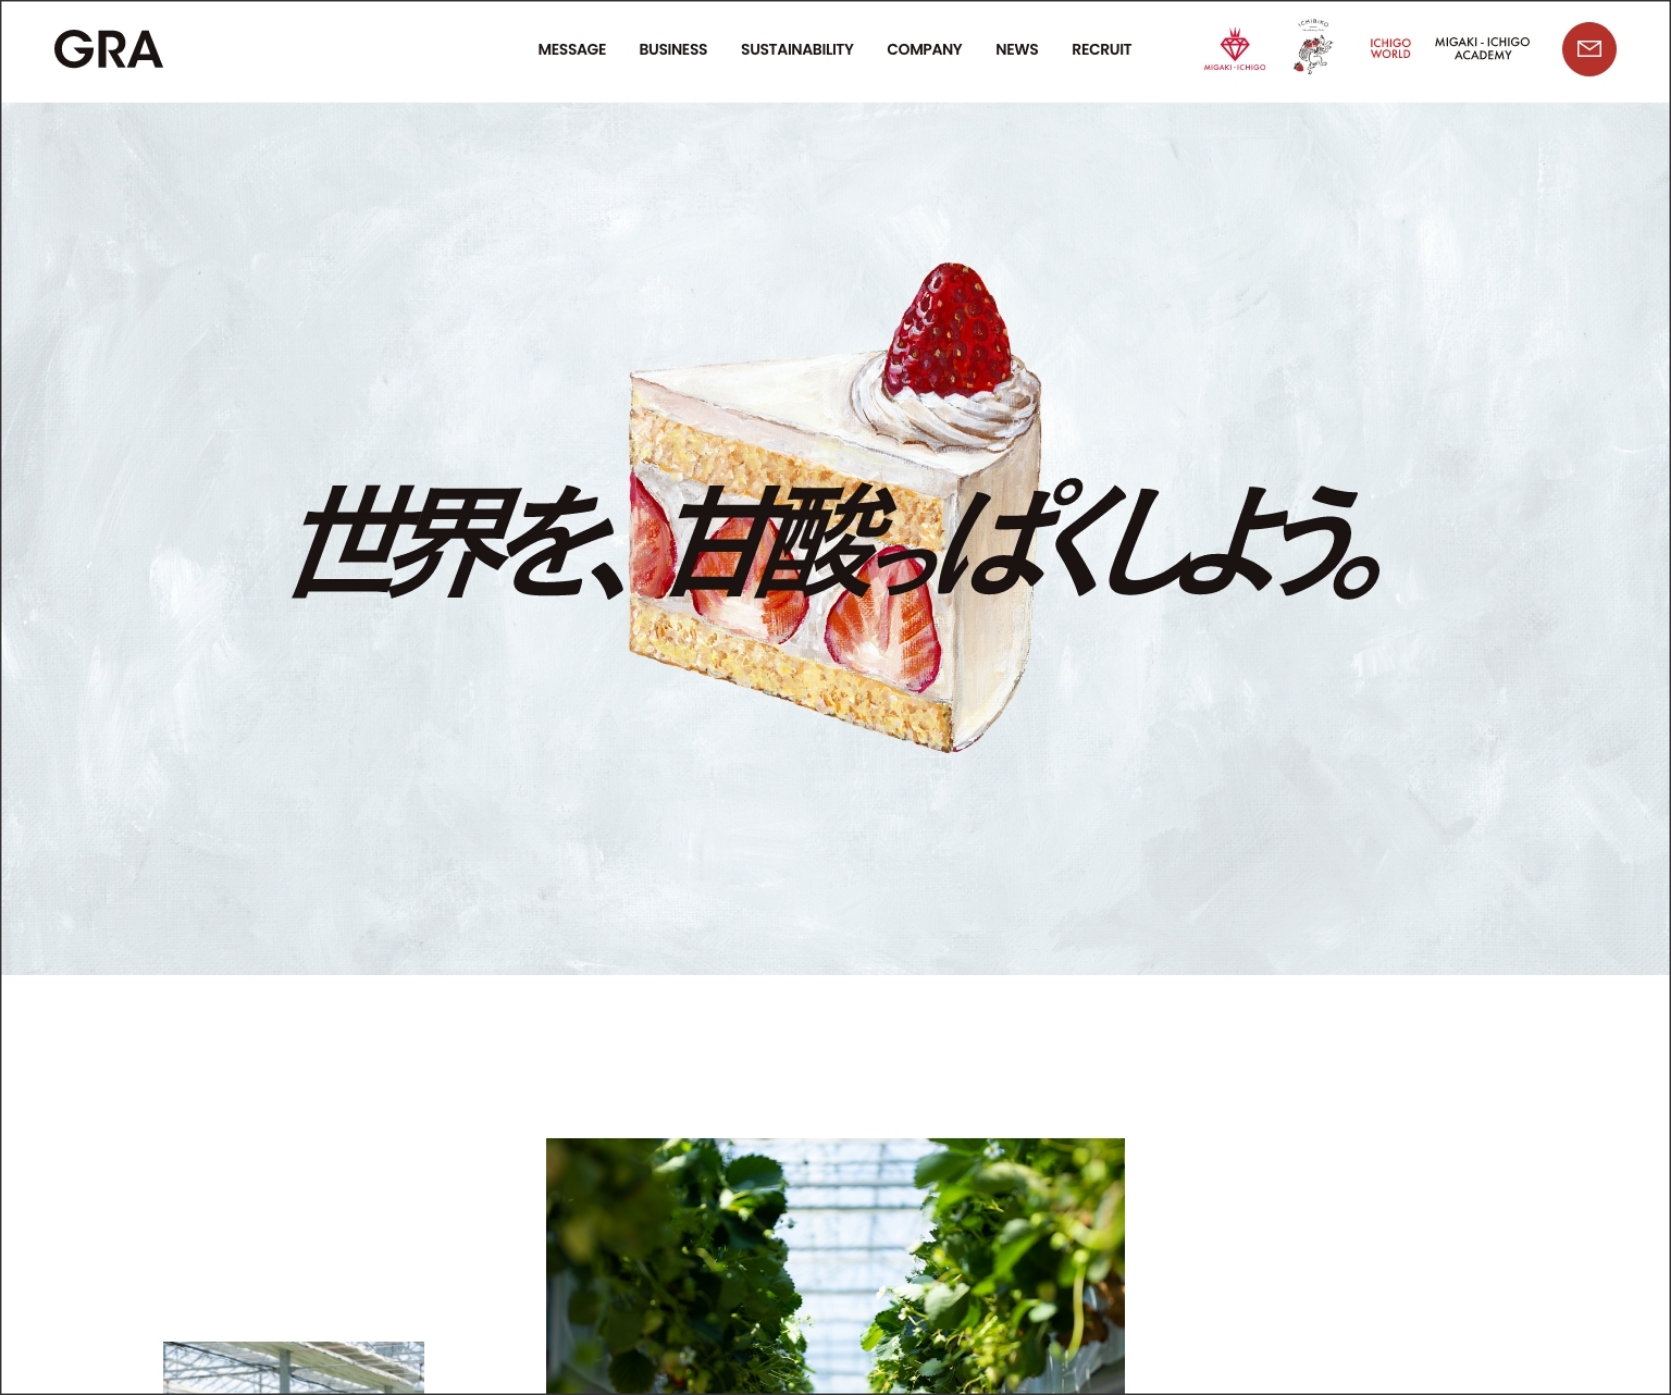 GRA
MESSAGE
BUSINESS
SUSTAINABILITY
COMPANY
NEWS
RECRUIT
MIGAKI-ICHIGO
ICHIBIKO
ICHIGO
WORLD
MIGAKI - ICHIGO
ACADEMY
世界を、甘酸っぱくしよう。